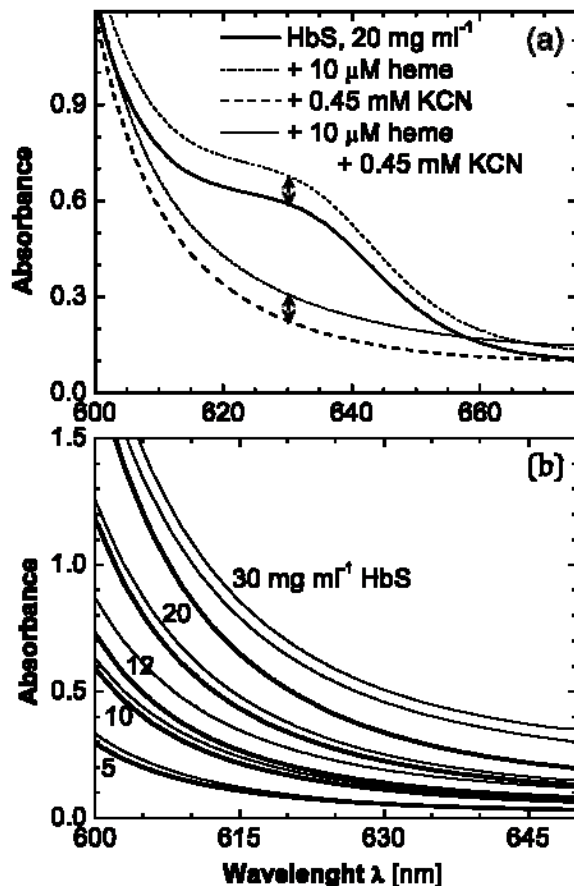 (a)
HbS, 20 mg ml⁻¹
+ 10 µM heme
+ 0.45 mM KCN
+ 10 µM heme
+ 0.45 mM KCN
Absorbance
0.9
0.6
0.3
0.0
600 620 640 660
(b)
1.5
1.0
0.5
0.0
Absorbance
30 mg ml⁻¹ HbS
20
12
10
5
600 615 630 645
Wavelenght λ [nm]